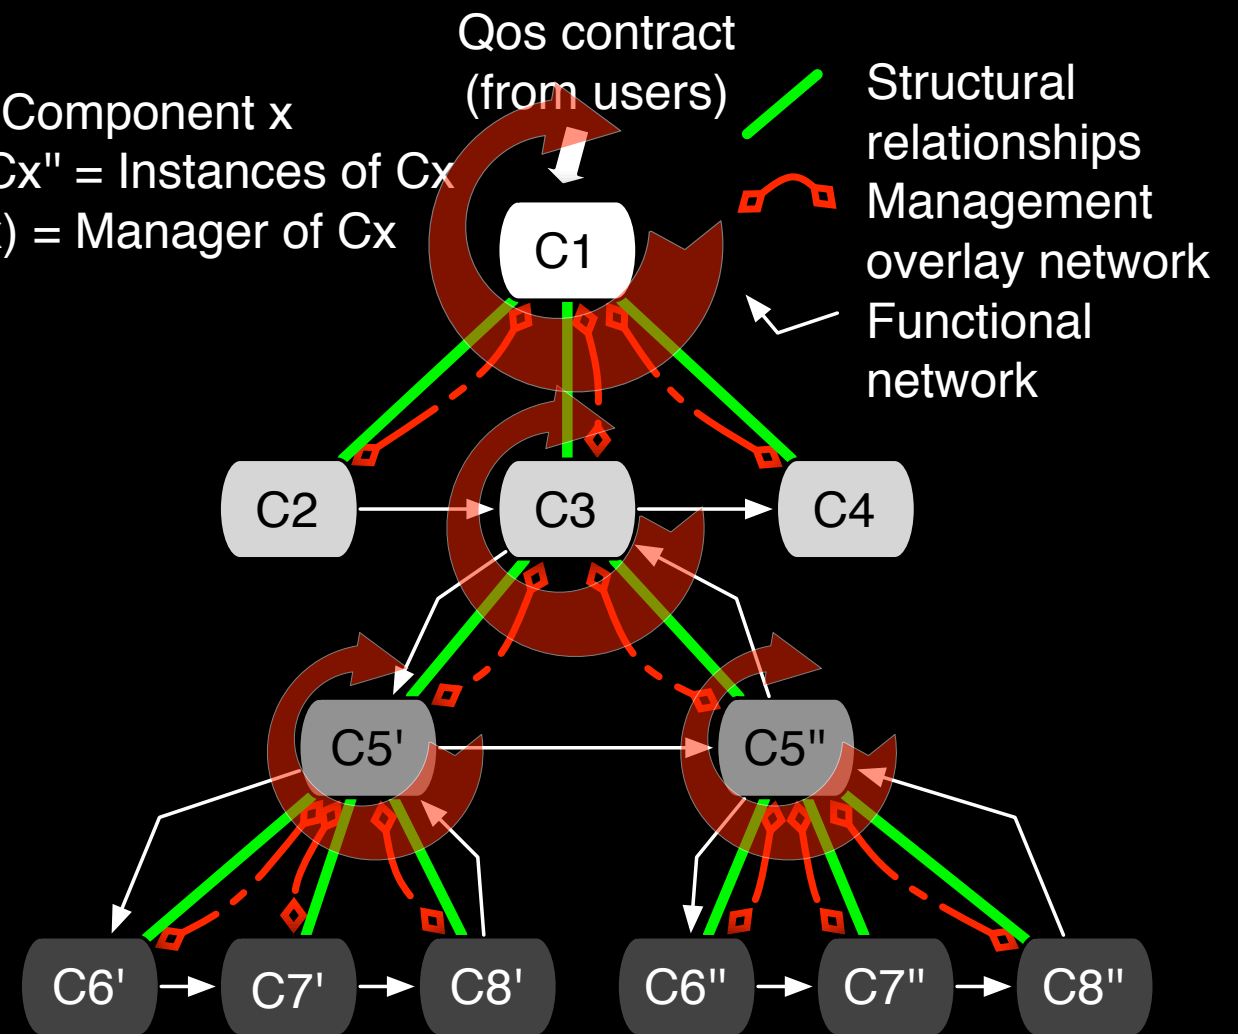 Qos contract
(from users)
Component x
Cx" = Instances of Cx
) = Manager of Cx
Structural
relationships
Management
overlay network
Functional
network
C1
C2
C3
C4
C5'
C5"
C6'
C7'
C8'
C6"
C7"
C8"